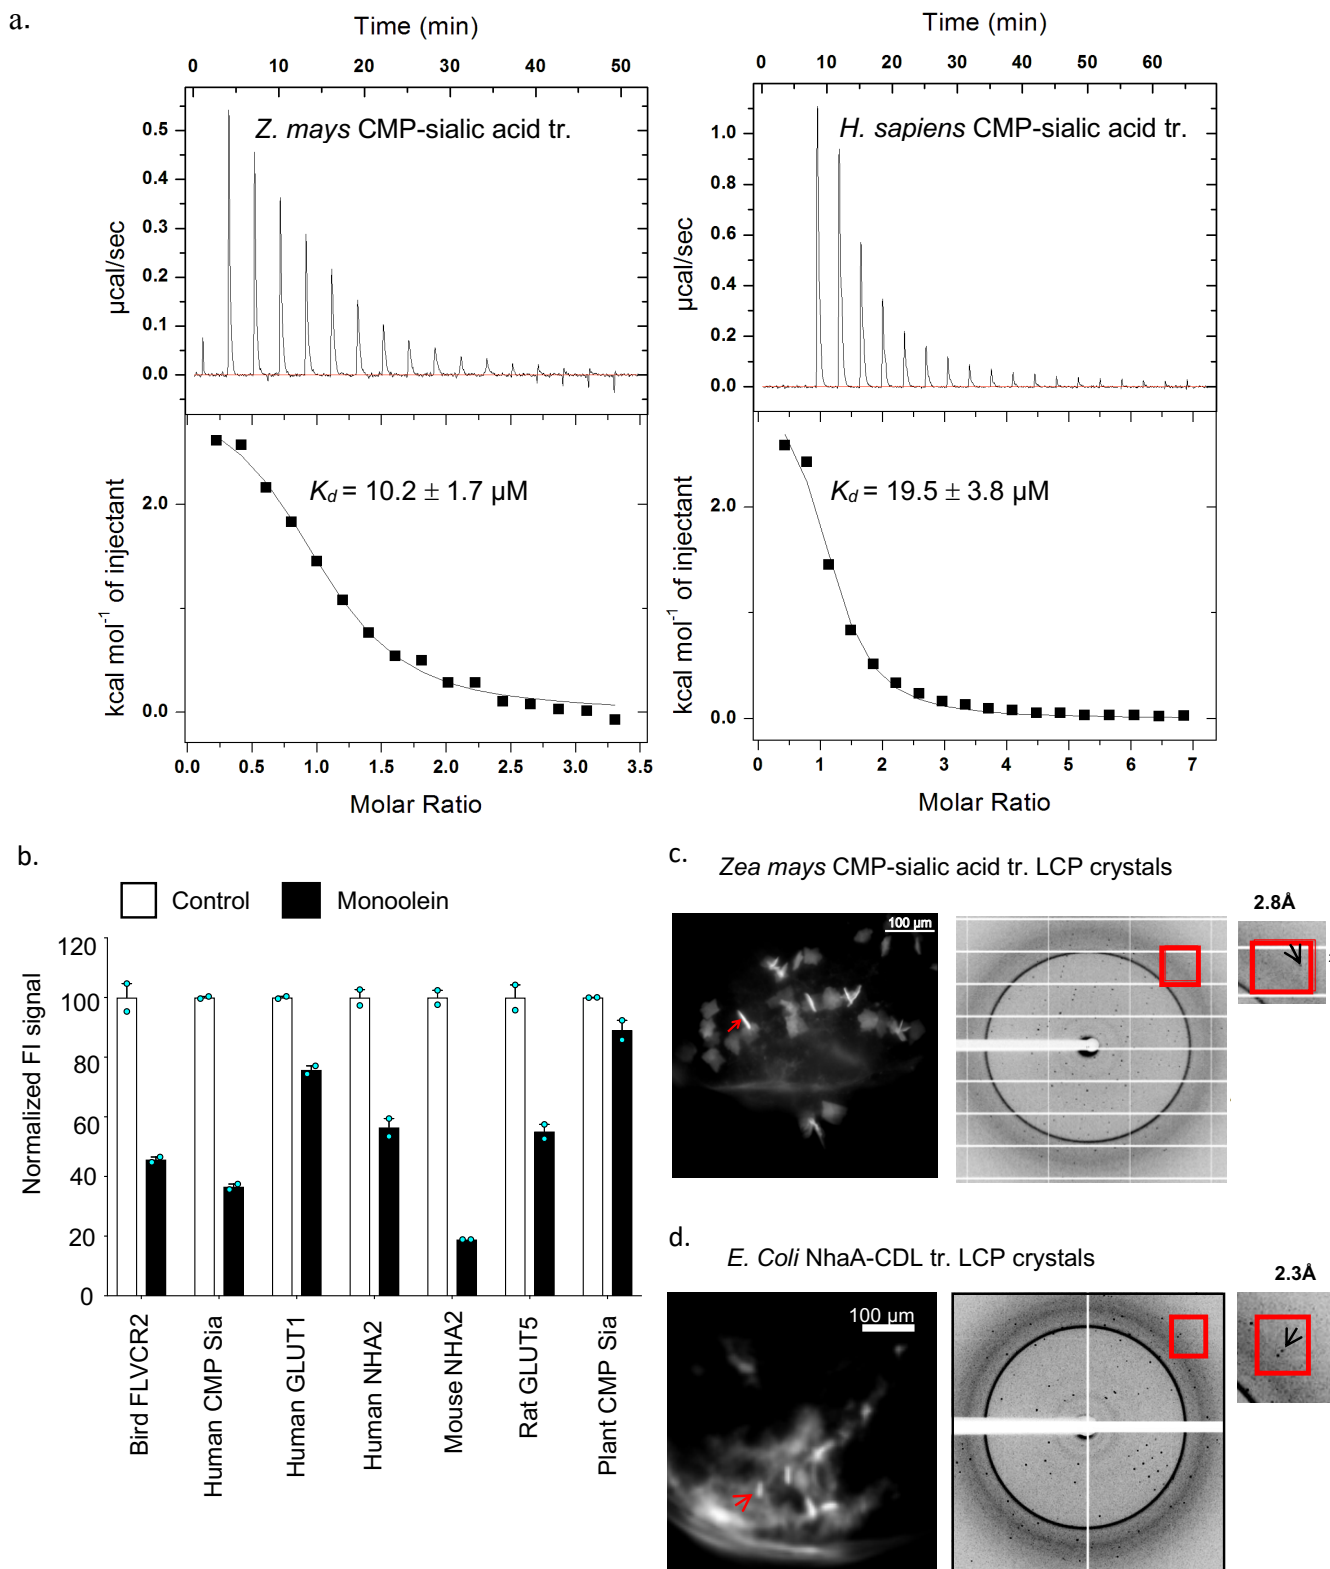 a.
Time (min)
0 10 20 30 40 50
Z. mays CMP-sialic acid tr.
0.5
0.4
0.3
0.2
0.1
0.0
µcal/sec
Kd = 10.2 ± 1.7 µM
2.0
0.0
kcal mol-1 of injectant
0.0 0.5 1.0 1.5 2.0 2.5 3.0 3.5
Molar Ratio
Time (min)
0 10 20 30 40 50 60
H. sapiens CMP-sialic acid tr.
1.0
0.8
0.6
0.4
0.2
0.0
µcal/sec
Kd = 19.5 ± 3.8 µM
2.0
0.0
kcal mol-1 of injectant
0 1 2 3 4 5 6 7
Molar Ratio
b.
Control Monoolein
120
100
80
60
40
20
0
Normalized FI signal
Bird FLVCR2
Human CMP Sia
Human GLUT1
Human NHA2
Mouse NHA2
Rat GLUT5
Plant CMP Sia
c.
Zea mays CMP-sialic acid tr. LCP crystals
100 µm
2.8Å
d.
E. Coli NhaA-CDL tr. LCP crystals
100 µm
2.3Å